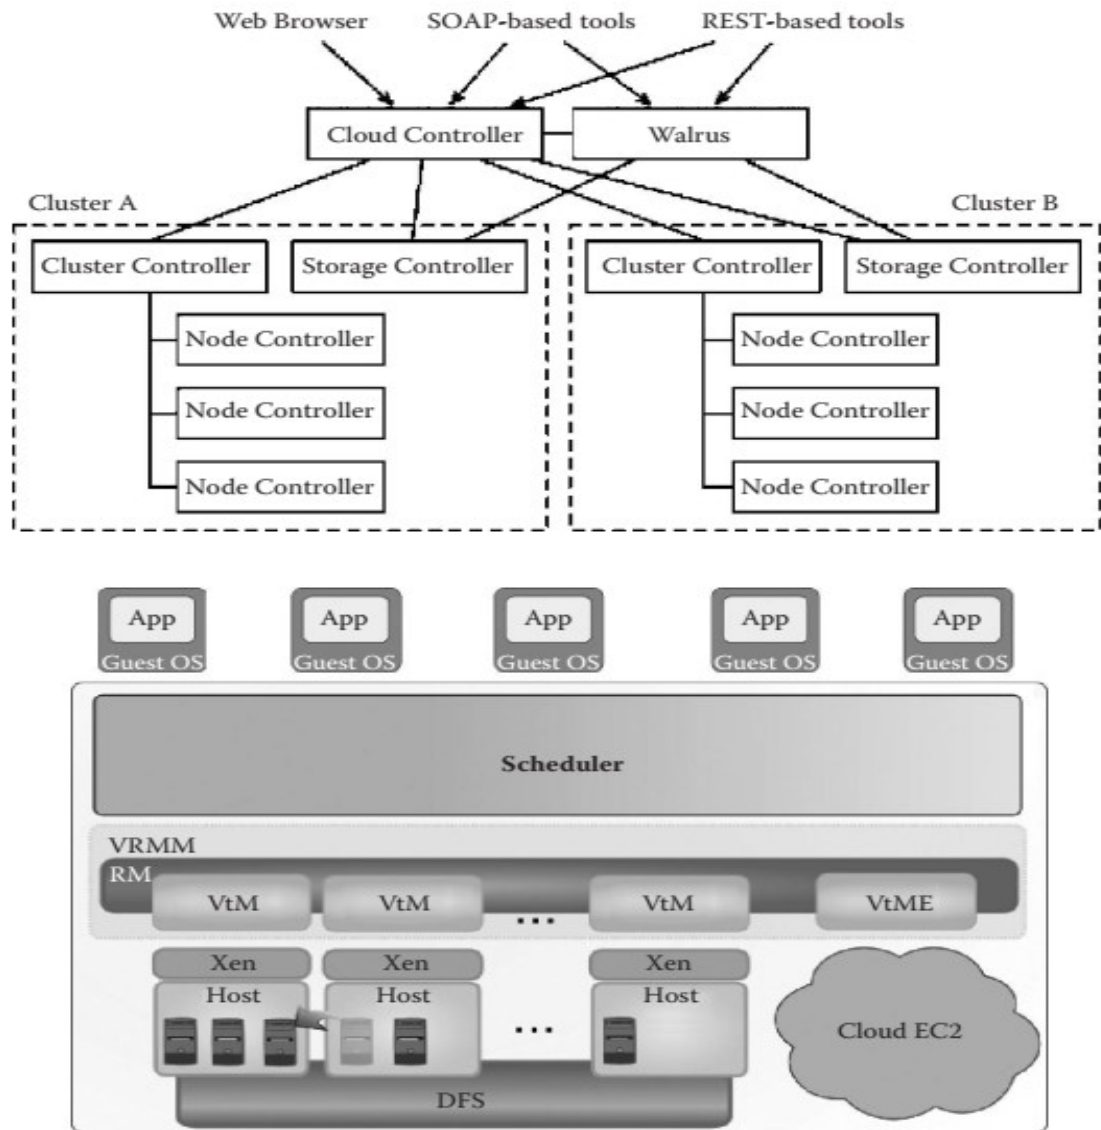 Web Browser SOAP-based tools REST-based tools
Cloud Controller Walrus
Cluster A Cluster B
Cluster Controller Storage Controller Cluster Controller Storage Controller
Node Controller Node Controller
Node Controller Node Controller
Node Controller Node Controller
App App App App App
Guest OS Guest OS Guest OS Guest OS Guest OS
Scheduler
VRMM
RM
VtM VtM ... VtM VtME
Xen Xen Xen
Host Host Host
... Cloud EC2
DFS